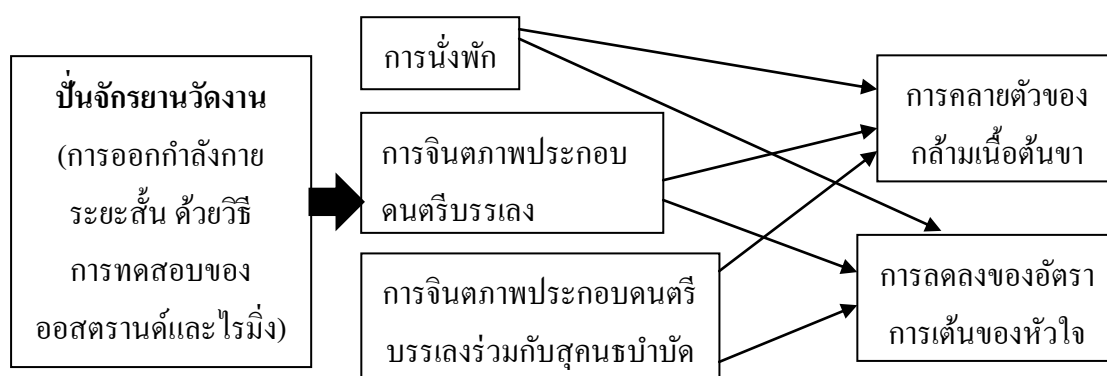 ปั่นจักรยานวัดงาน
(การออกกำลังกาย
ระยะสั้น ด้วยวิธี
การทดสอบของ
ออสตรานด์และไรมิ่ง)
การนั่งพัก
การจินตภาพประกอบ
ดนตรีบรรเลง
การจินตภาพประกอบดนตรี
บรรเลงร่วมกับสุคนธบำบัด
การคลายตัวของ
กล้ามเนื้อต้นขา
การลดลงของอัตรา
การเต้นของหัวใจ